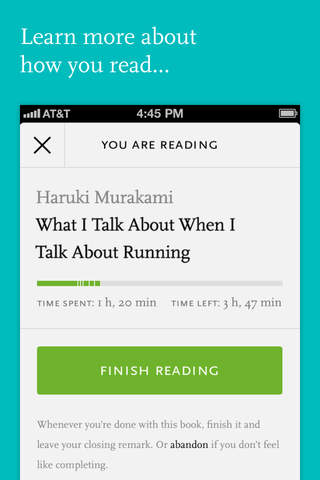 Learn more about
how you read...
AT&T 4:45 PM
YOU ARE READING
Haruki Murakami
What I Talk About When I
Talk About Running
TIME SPENT: 1 h, 20 min TIME LEFT: 3 h, 47 min
FINISH READING
Whenever you're done with this book, finish it and
leave your closing remark. Or abandon if you don't feel
like completing.